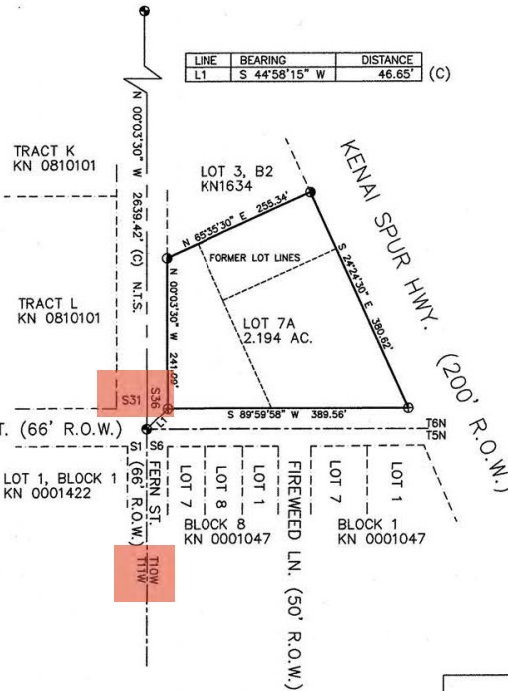 LINE BEARING DISTANCE
L1 S 44°58'15" W 46.65' (C)
N 00°03'30" W 2639.42' (C) N.T.S.
TRACT K
KN 0810101
LOT 3, B2
KN1634
KENAI SPUR HWY. (200' R.O.W.)
N 65°35'30" E 255.34'
FORMER LOT LINES
S 24°24'30" E 380.62'
N 00°03'30" W 241.09'
TRACT L
KN 0810101
LOT 7A
2.194 AC.
S31 S36
L1
S 89°59'58" W 389.56'
T. (66' R.O.W.)
T6N
T5N
S1 S6
LOT 1, BLOCK 1
KN 0001422
FERN ST.
(66' R.O.W.)
LOT 7
LOT 8
LOT 1
BLOCK 8
KN 0001047
FIREWEED LN. (50' R.O.W.)
LOT 7
LOT 1
BLOCK 1
KN 0001047
T10W
T11W